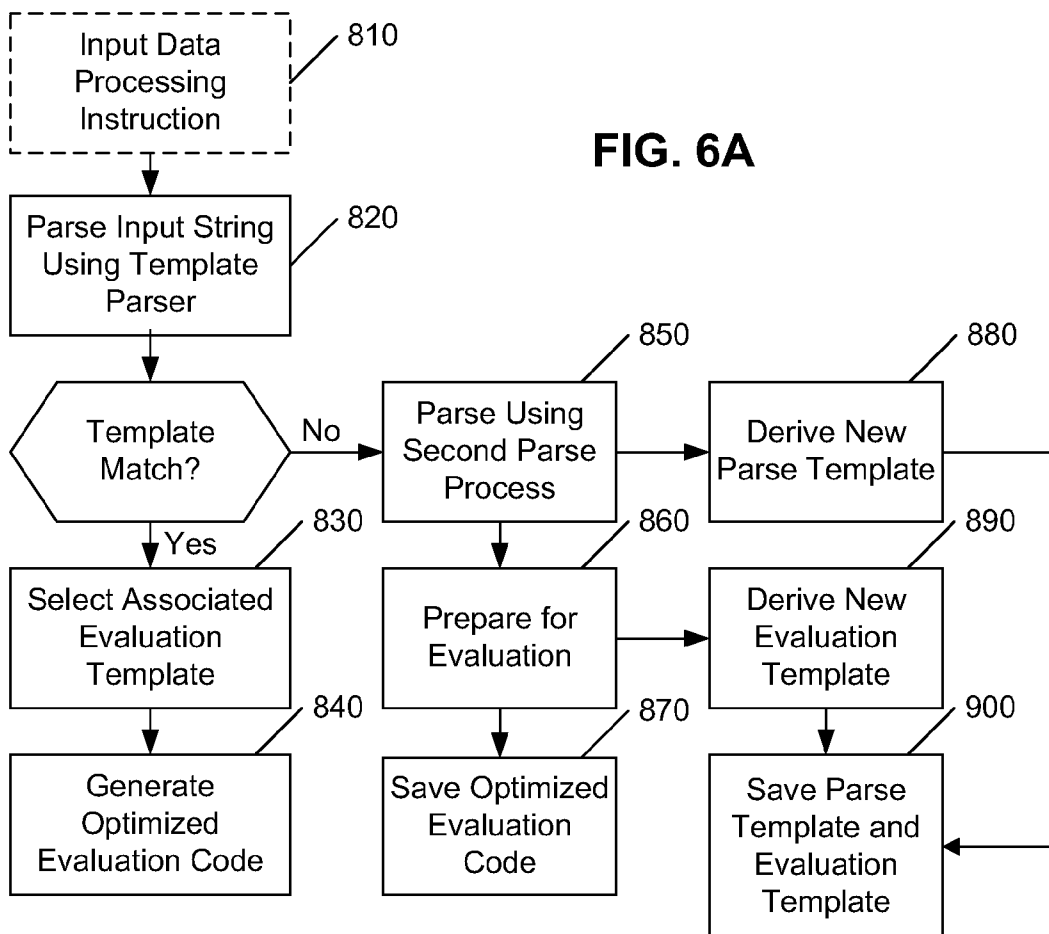 Input Data
Processing
Instruction
810
FIG. 6A
Parse Input String
Using Template
Parser
820
Template
Match?
No
Yes
Parse Using
Second Parse
Process
850
Derive New
Parse Template
880
Select Associated
Evaluation
Template
830
Prepare for
Evaluation
860
Derive New
Evaluation
Template
890
Generate
Optimized
Evaluation Code
840
Save Optimized
Evaluation
Code
870
Save Parse
Template and
Evaluation
Template
900